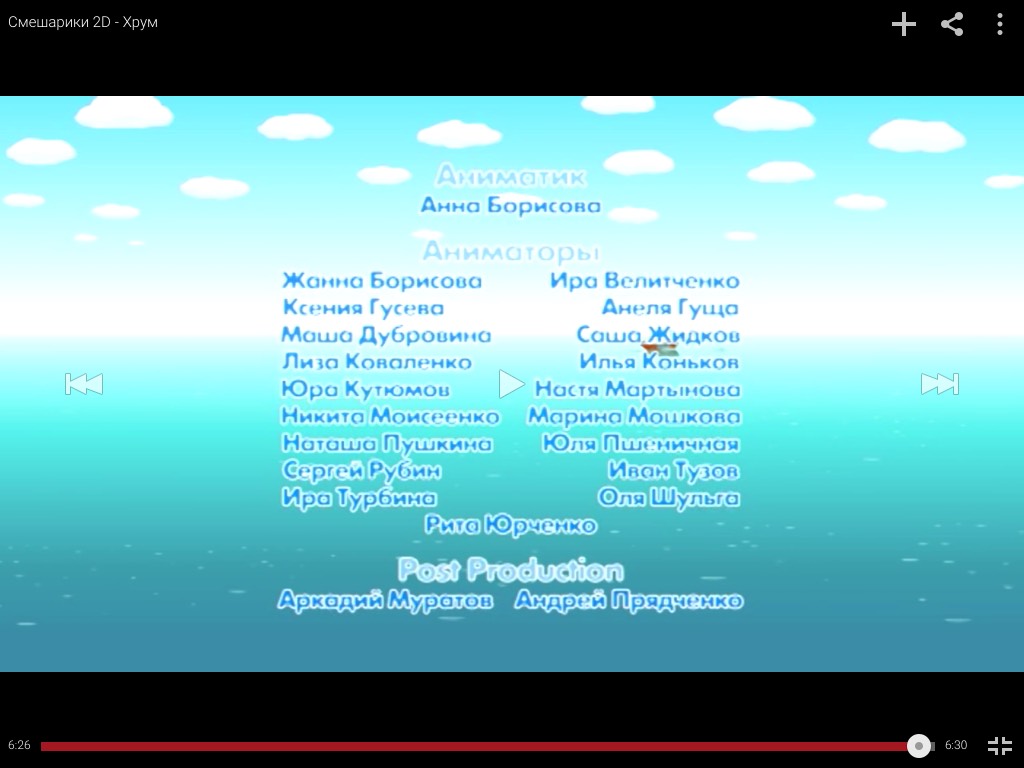 Смешарики 2D - Хрум
Аниматик
Анна Борисова
Аниматоры
Жанна Борисова Ира Велитченко
Ксения Гусева Анеля Гуща
Маша Дубровина Саша Жидков
Лиза Коваленко Илья Коньков
Юра Кутюмов Настя Мартынова
Никита Моисеенко Марина Мошкова
Наташа Пушкина Юля Пшеничная
Сергей Рубин Иван Тузов
Ира Турбина Оля Шульга
Рита Юрченко
Post Production
Аркадий Муратов Андрей Прядченко
6:26 6:30